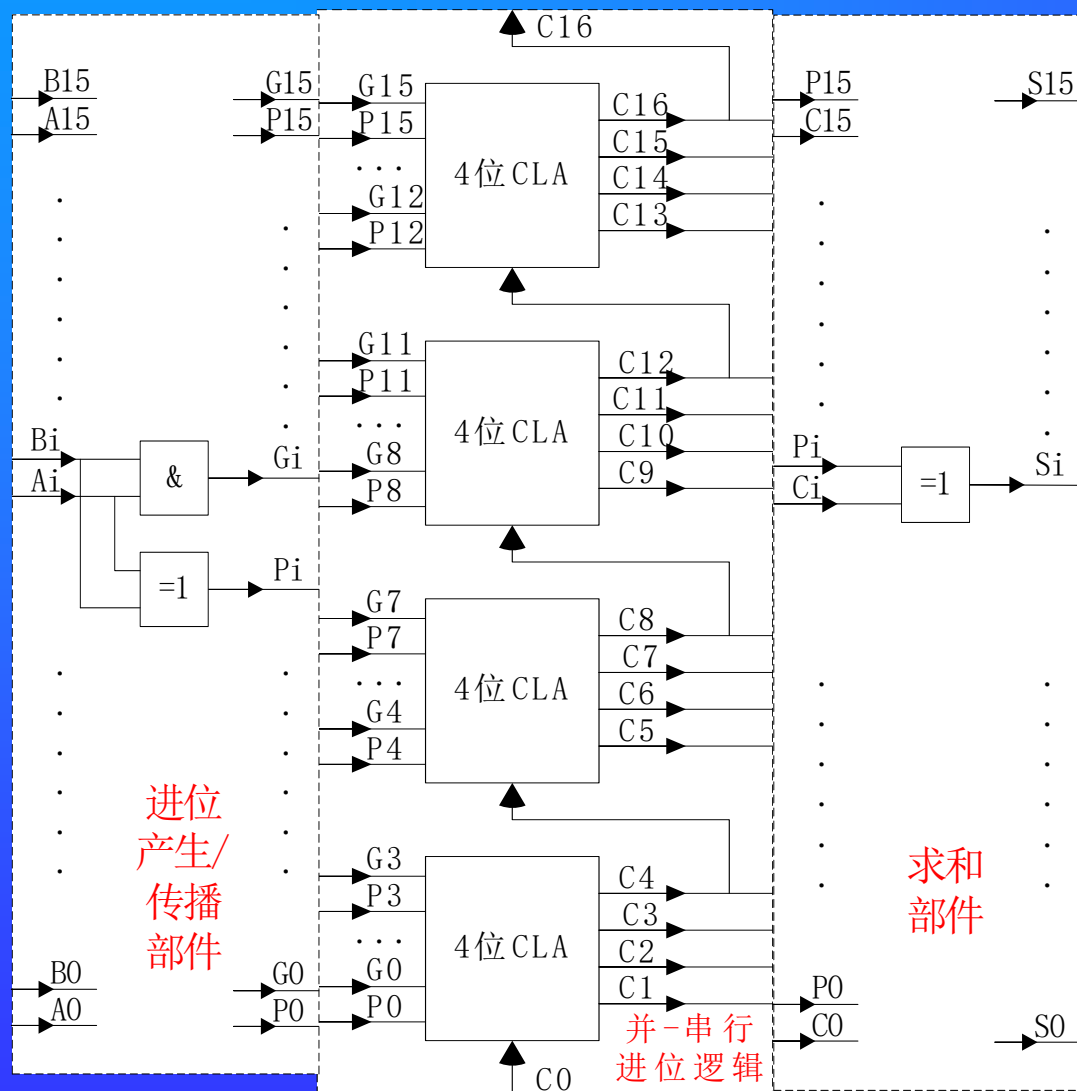 C16
B15
A15
G15
P15
G15
P15
...
G12
P12
4位CLA
C16
C15
C14
C13
P15
C15
S15
G11
P11
...
G8
P8
4位CLA
C12
C11
C10
C9
Bi
Ai
&
Gi
=1
Pi
Pi
Ci
=1
Si
G7
P7
...
G4
P4
4位CLA
C8
C7
C6
C5
进位
产生/
传播
部件
G3
P3
...
G0
P0
4位CLA
C4
C3
C2
C1
求和
部件
B0
A0
G0
P0
并-串行
进位逻辑
C0
P0
C0
S0